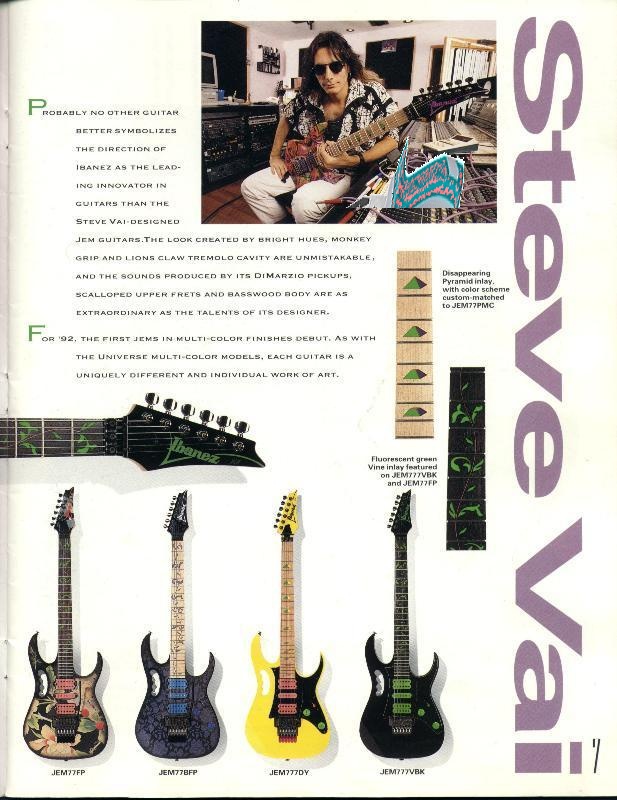 Steve Vai
PROBABLY NO OTHER GUITAR
BETTER SYMBOLIZES
THE DIRECTION OF
IBANEZ AS THE LEAD-
ING INNOVATOR IN
GUITARS THAN THE
STEVE VAI-DESIGNED
JEM GUITARS.THE LOOK CREATED BY BRIGHT HUES, MONKEY
GRIP AND LIONS CLAW TREMOLO CAVITY ARE UNMISTAKABLE,
AND THE SOUNDS PRODUCED BY ITS DIMARZIO PICKUPS,
SCALLOPED UPPER FRETS AND BASSWOOD BODY ARE AS
EXTRAORDINARY AS THE TALENTS OF ITS DESIGNER.
FOR '92, THE FIRST JEMS IN MULTI-COLOR FINISHES DEBUT. AS WITH
THE UNIVERSE MULTI-COLOR MODELS, EACH GUITAR IS A
UNIQUELY DIFFERENT AND INDIVIDUAL WORK OF ART.
Disappearing
Pyramid inlay,
with color scheme
custom-matched
to JEM77PMC
Fluorescent green
Vine inlay featured
on JEM777VBK
and JEM77FP
Ibanez
JEM77FP
JEM77BFP
JEM777DY
JEM777VBK